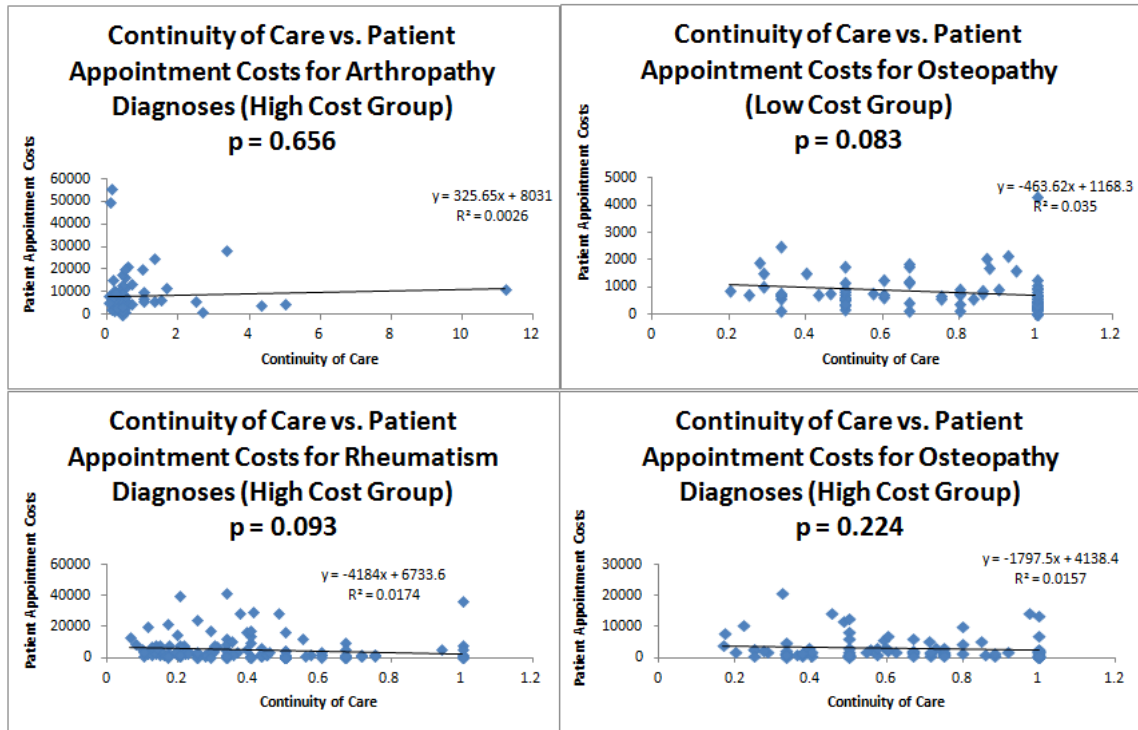 Continuity of Care vs. Patient
Appointment Costs for Arthropathy
Diagnoses (High Cost Group)
p = 0.656
Patient Appointment Costs
60000
50000
40000
30000
20000
10000
0
y = 325.65x + 8031
R² = 0.0026
0 2 4 6 8 10 12
Continuity of Care
Continuity of Care vs. Patient
Appointment Costs for Osteopathy
(Low Cost Group)
p = 0.083
Patient Appointment Costs
5000
4000
3000
2000
1000
0
y = -463.62x + 1168.3
R² = 0.035
0 0.2 0.4 0.6 0.8 1 1.2
Continuity of Care
Continuity of Care vs. Patient
Appointment Costs for Rheumatism
Diagnoses (High Cost Group)
p = 0.093
Patient Appointment Costs
60000
40000
20000
0
y = -4184x + 6733.6
R² = 0.0174
0 0.2 0.4 0.6 0.8 1 1.2
Continuity of Care
Continuity of Care vs. Patient
Appointment Costs for Osteopathy
Diagnoses (High Cost Group)
p = 0.224
Patient Appointment Costs
30000
20000
10000
0
y = -1797.5x + 4138.4
R² = 0.0157
0 0.2 0.4 0.6 0.8 1 1.2
Continuity of Care